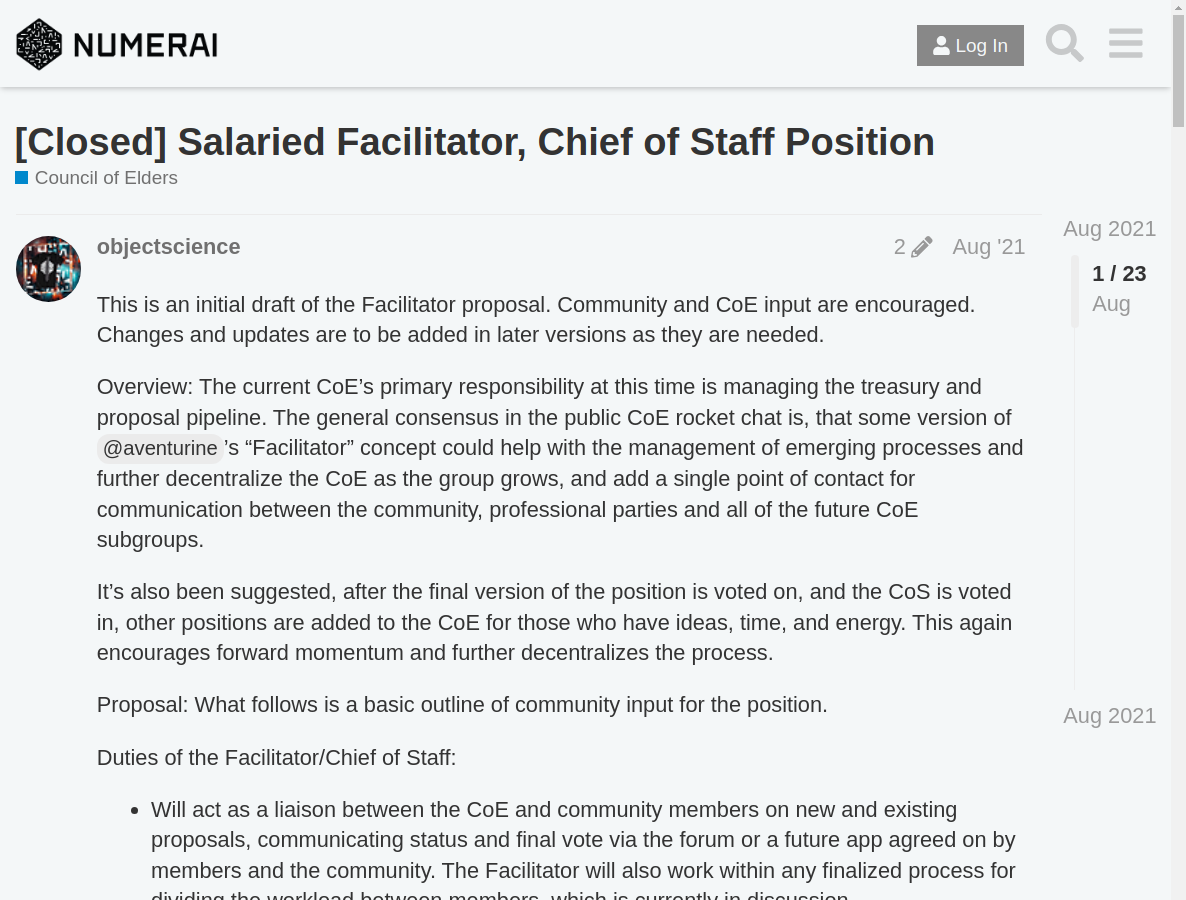 NUMERAI
Log In
[Closed] Salaried Facilitator, Chief of Staff Position
Council of Elders
objectscience
2
Aug '21
This is an initial draft of the Facilitator proposal. Community and CoE input are encouraged.
Changes and updates are to be added in later versions as they are needed.
Overview: The current CoE’s primary responsibility at this time is managing the treasury and
proposal pipeline. The general consensus in the public CoE rocket chat is, that some version of
@aventurine’s “Facilitator” concept could help with the management of emerging processes and
further decentralize the CoE as the group grows, and add a single point of contact for
communication between the community, professional parties and all of the future CoE
subgroups.
It’s also been suggested, after the final version of the position is voted on, and the CoS is voted
in, other positions are added to the CoE for those who have ideas, time, and energy. This again
encourages forward momentum and further decentralizes the process.
Proposal: What follows is a basic outline of community input for the position.
Duties of the Facilitator/Chief of Staff:
• Will act as a liaison between the CoE and community members on new and existing
proposals, communicating status and final vote via the forum or a future app agreed on by
members and the community. The Facilitator will also work within any finalized process for
dividing the workload between members, which is currently in discussion.
Aug 2021
1 / 23
Aug
Aug 2021